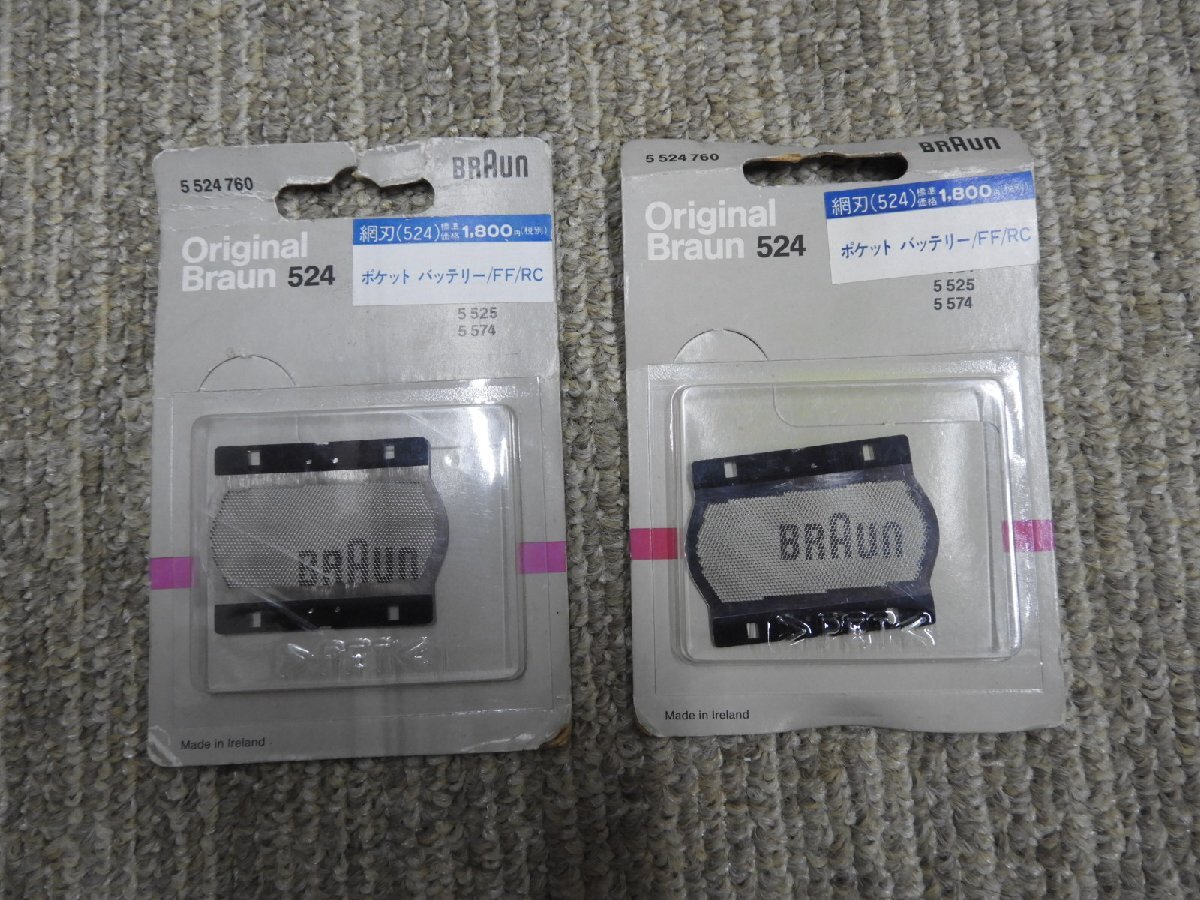 5 524 760
BRAUN
Original
Braun 524
網刃(524)標準価格1,800円(税別)
ポケット バッテリー/FF/RC
5 525
5 574
BRAUN
Made in Ireland
5 524 760
BRAUN
Original
Braun 524
網刃(524)標準価格1,800円(税別)
ポケット バッテリー/FF/RC
5 525
5 574
BRAUN
Made in Ireland